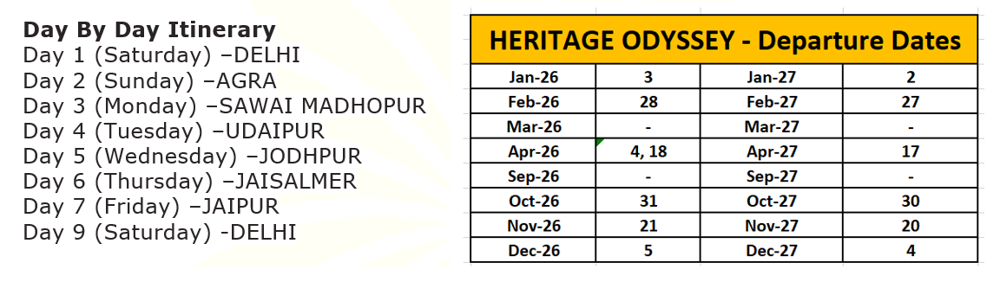 Day By Day Itinerary
Day 1 (Saturday) –DELHI
Day 2 (Sunday) –AGRA
Day 3 (Monday) –SAWAI MADHOPUR
Day 4 (Tuesday) –UDAIPUR
Day 5 (Wednesday) –JODHPUR
Day 6 (Thursday) –JAISALMER
Day 7 (Friday) –JAIPUR
Day 9 (Saturday) -DELHI
HERITAGE ODYSSEY - Departure Dates
Jan-26 3 Jan-27 2
Feb-26 28 Feb-27 27
Mar-26 - Mar-27 -
Apr-26 4, 18 Apr-27 17
Sep-26 - Sep-27 -
Oct-26 31 Oct-27 30
Nov-26 21 Nov-27 20
Dec-26 5 Dec-27 4